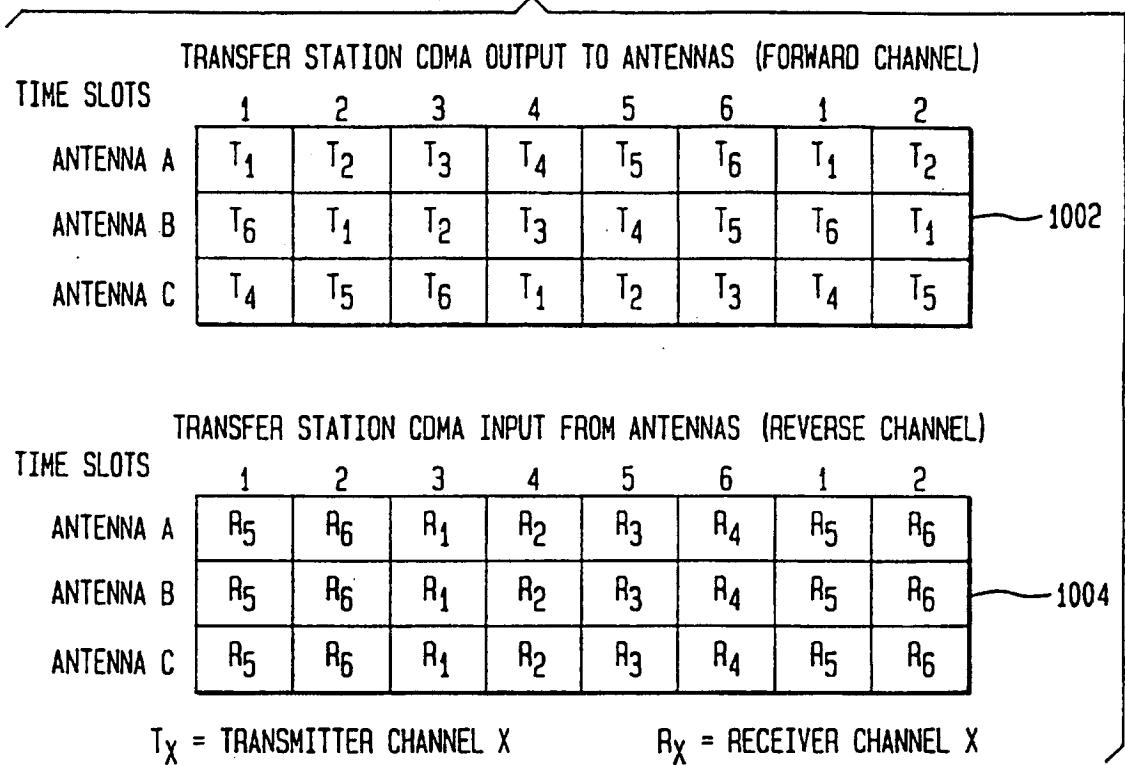 TRANSFER STATION CDMA OUTPUT TO ANTENNAS (FORWARD CHANNEL)
TIME SLOTS 1 2 3 4 5 6 1 2
ANTENNA A T1 T2 T3 T4 T5 T6 T1 T2
ANTENNA B T6 T1 T2 T3 T4 T5 T6 T1
1002
ANTENNA C T4 T5 T6 T1 T2 T3 T4 T5
TRANSFER STATION CDMA INPUT FROM ANTENNAS (REVERSE CHANNEL)
TIME SLOTS 1 2 3 4 5 6 1 2
ANTENNA A R5 R6 R1 R2 R3 R4 R5 R6
ANTENNA B R5 R6 R1 R2 R3 R4 R5 R6
1004
ANTENNA C R5 R6 R1 R2 R3 R4 R5 R6
TX = TRANSMITTER CHANNEL X RX = RECEIVER CHANNEL X